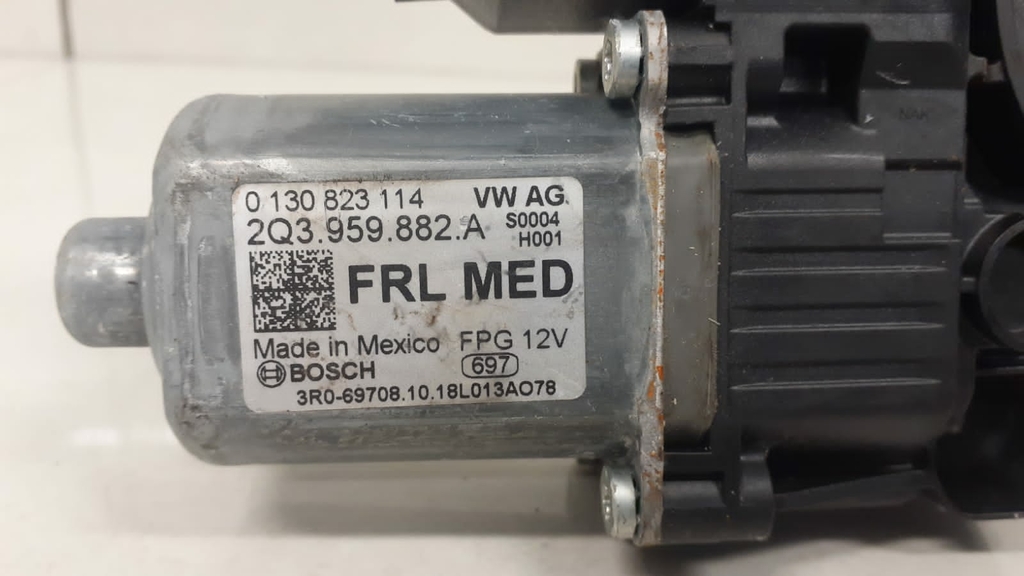 0 130 823 114 VW AG.
2Q3.959.882.A S0004
H001
FRL MED
Made in Mexico FPG 12V
BOSCH 697
3R0-69708.10.18L013AO78